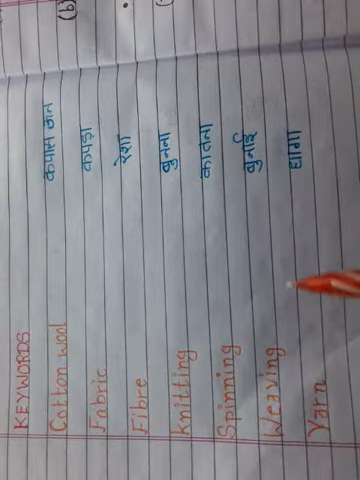 (b)
KEYWORDS
Cotton wool कपास ऊन
Fabric कपड़ा
Fibre रेशा
Knitting बुनना
Spinning कातना
Weaving बुनाई
Yarn धागा